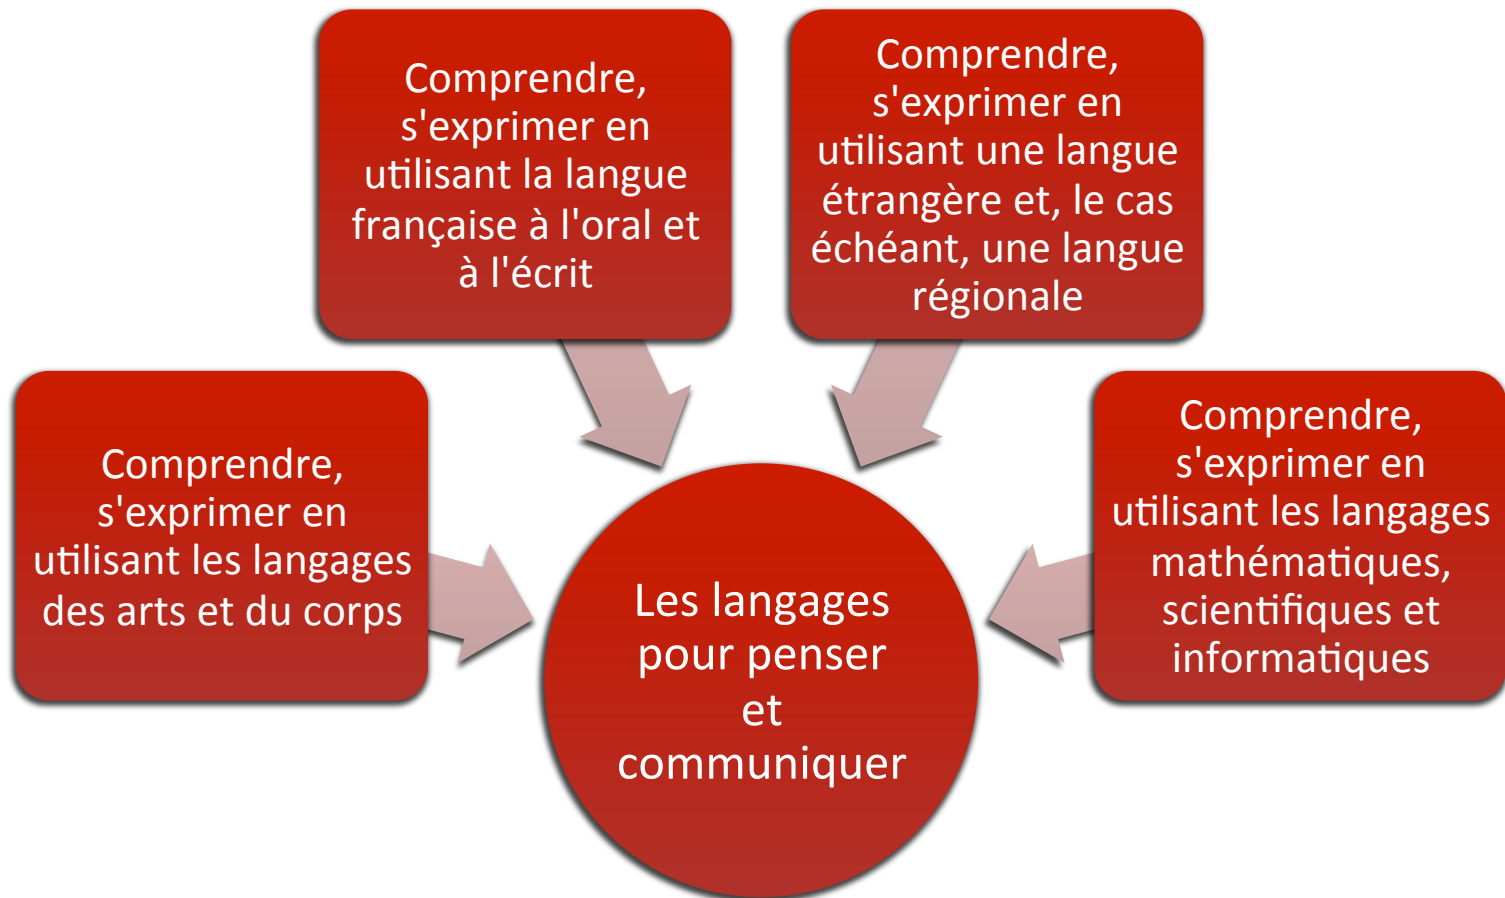 Comprendre,
s'exprimer en
utilisant la langue
française à l'oral et
à l'écrit
Comprendre,
s'exprimer en
utilisant une langue
étrangère et, le cas
échéant, une langue
régionale
Comprendre,
s'exprimer en
utilisant les langages
des arts et du corps
Comprendre,
s'exprimer en
utilisant les langages
mathématiques,
scientifiques et
informatiques
Les langages
pour penser
et
communiquer